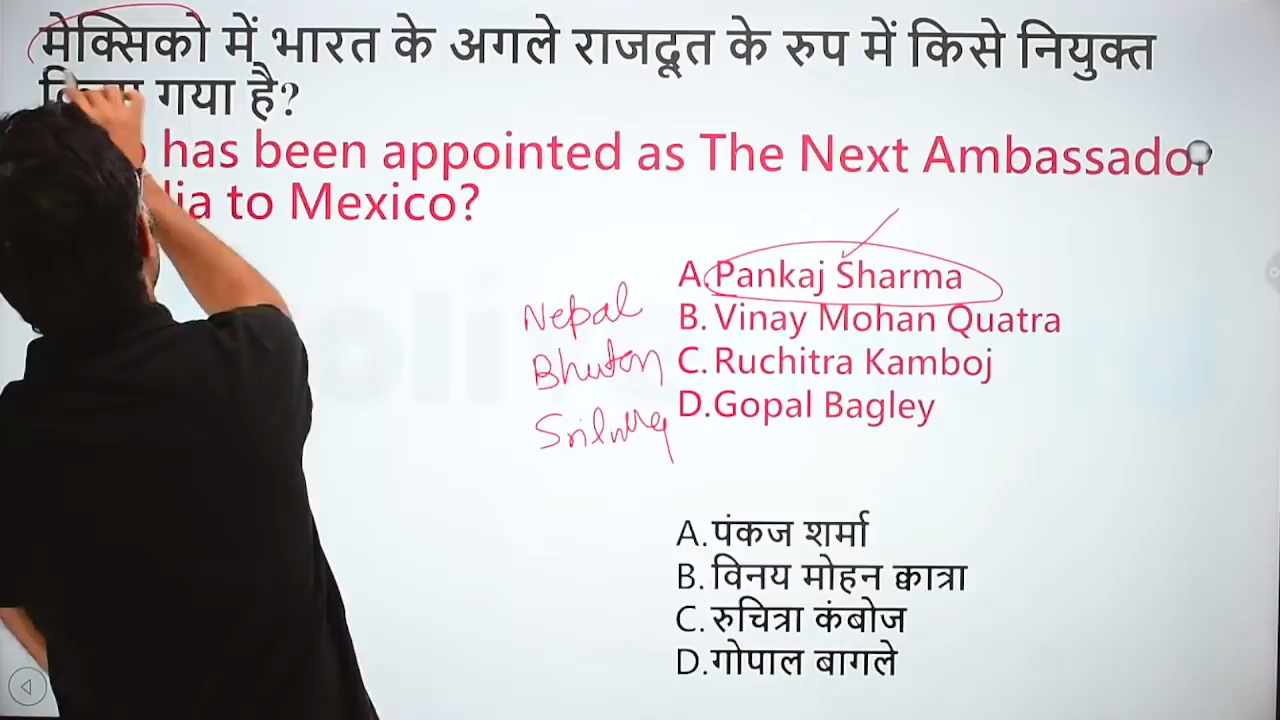 मेक्सिको में भारत के अगले राजदूत के रुप में किसे नियुक्त
गया है?
has been appointed as The Next Ambassador
to Mexico?
A.Pankaj Sharma
Nepal B. Vinay Mohan Quatra
Bhutan C.Ruchitra Kamboj
D.Gopal Bagley
A.पंकज शर्मा
B. विनय मोहन क्वात्रा
C. रुचित्रा कंबोज
D.गोपाल बागले